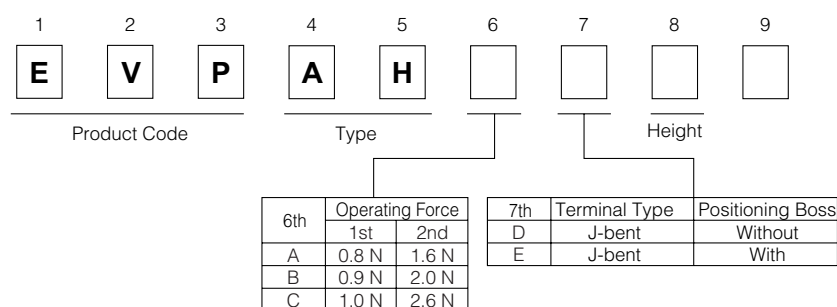 1 2 3 4 5 6 7 8 9
E V P A H
Product Code Type Height
6th Operating Force
1st 2nd
A 0.8 N 1.6 N
B 0.9 N 2.0 N
C 1.0 N 2.6 N
7th Terminal Type Positioning Boss
D J-bent Without
E J-bent With